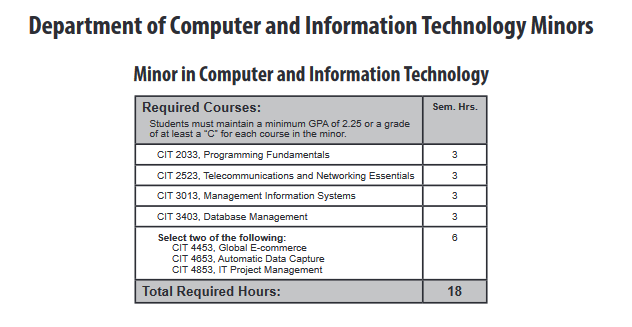 Department of Computer and Information Technology Minors
Minor in Computer and Information Technology
Required Courses: Sem. Hrs.
Students must maintain a minimum GPA of 2.25 or a grade
of at least a "C" for each course in the minor.
CIT 2033, Programming Fundamentals 3
CIT 2523, Telecommunications and Networking Essentials 3
CIT 3013, Management Information Systems 3
CIT 3403, Database Management 3
Select two of the following: 6
CIT 4453, Global E-commerce
CIT 4653, Automatic Data Capture
CIT 4853, IT Project Management
Total Required Hours: 18